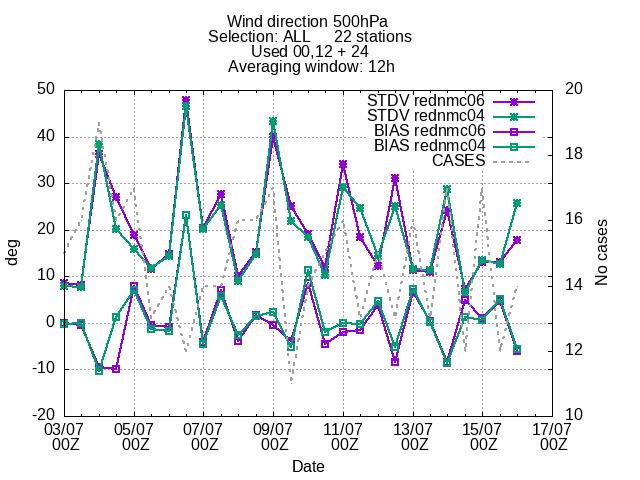 Wind direction 500hPa
Selection: ALL 22 stations
Used 00,12 + 24
Averaging window: 12h
STDV rednmc06
STDV rednmc04
BIAS rednmc06
BIAS rednmc04
CASES
50
40
30
20
10
0
-10
-20
deg
20
18
16
14
12
10
No cases
03/07 05/07 07/07 09/07 11/07 13/07 15/07 17/07
00Z 00Z 00Z 00Z 00Z 00Z 00Z 00Z
Date